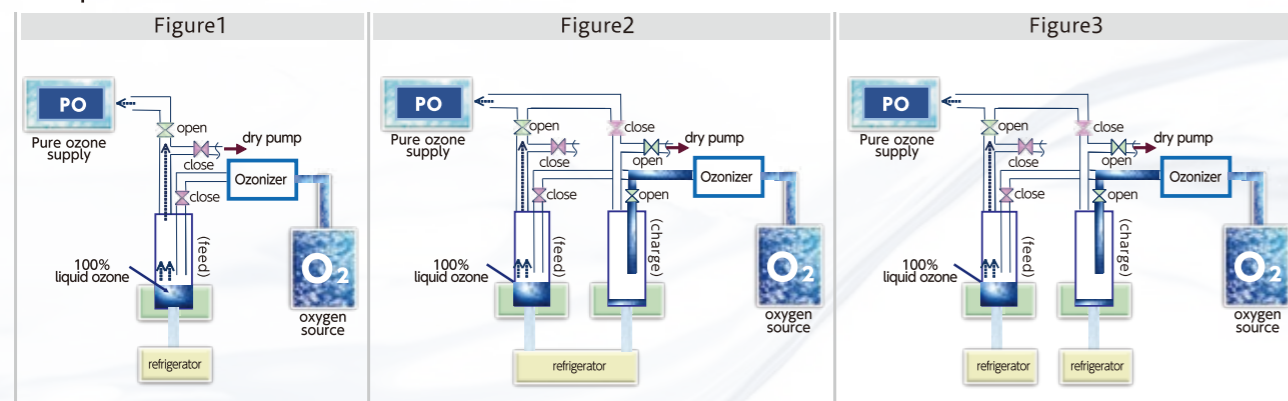 Figure1
PO
Pure ozone
supply
open
dry pump
close
Ozonizer
close
(feed)
100%
liquid ozone
O2
oxygen
source
refrigerator
Figure2
PO
Pure ozone
supply
open
close
dry pump
close
open
Ozonizer
close
open
(feed)
(charge)
100%
liquid ozone
O2
oxygen
source
refrigerator
Figure3
PO
Pure ozone
supply
open
close
dry pump
close
open
Ozonizer
close
open
(feed)
(charge)
100%
liquid ozone
O2
oxygen
source
refrigerator
refrigerator